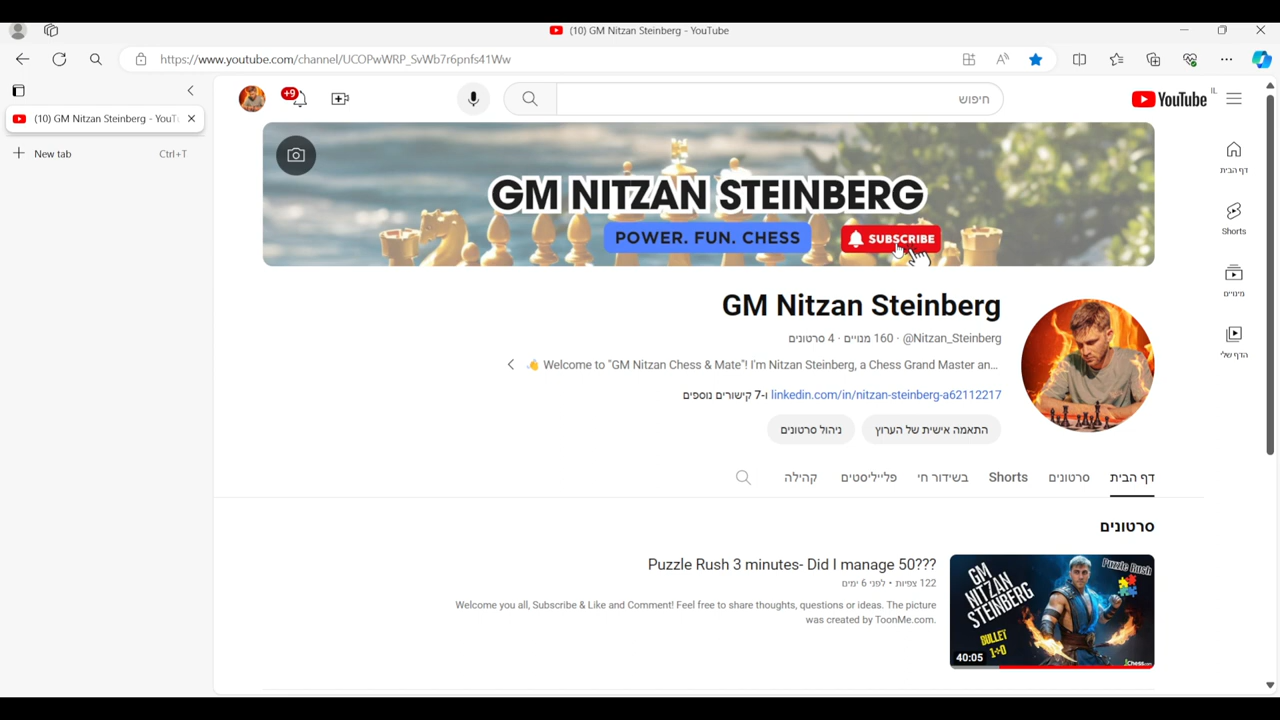 (10) GM Nitzan Steinberg - YouTube
https://www.youtube.com/channel/UCOPwWRP_SvWb7r6pnfs41Ww
(10) GM Nitzan Steinberg - YouT
New tab Ctrl+T
+9
חיפוש
YouTube IL
דף הבית
Shorts
מינויים
הדף שלי
GM NITZAN STEINBERG
POWER. FUN. CHESS
SUBSCRIBE
GM Nitzan Steinberg
@Nitzan_Steinberg · 160 מנויים · 4 סרטונים
👋 Welcome to "GM Nitzan Chess & Mate"! I'm Nitzan Steinberg, a Chess Grand Master an...
linkedin.com/in/nitzan-steinberg-a62112217 ו-7 קישורים נוספים
התאמה אישית של הערוץ
ניהול סרטונים
דף הבית סרטונים Shorts בשידור חי פלייליסטים קהילה
סרטונים
Puzzle Rush 3 minutes- Did I manage 50???
122 צפיות • לפני 6 ימים
Welcome you all, Subscribe & Like and Comment! Feel free to share thoughts, questions or ideas. The picture
was created by ToonMe.com.
GM
NITZAN
STEINBERG
Puzzle Rush
BULLET
1-0
40:05
Chess.com